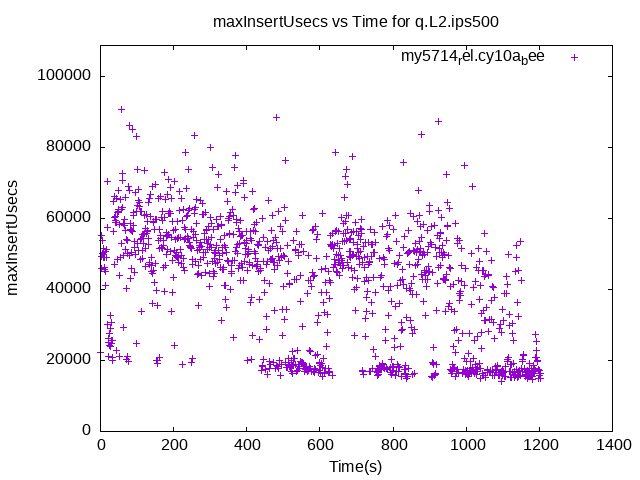 maxInsertUsecs vs Time for q.L2.ips500
my5714rel.cy10abee
100000
80000
60000
40000
20000
0
maxInsertUsecs
0 200 400 600 800 1000 1200 1400
Time(s)